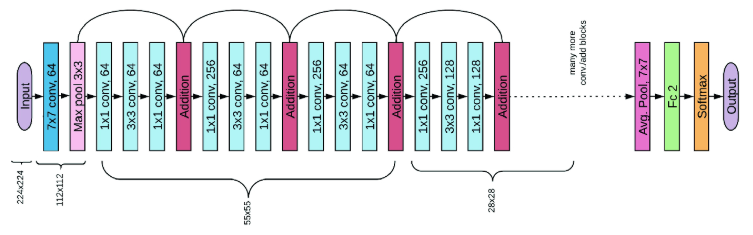 Input
7x7 conv, 64
Max pool 3x3
1x1 conv, 64
3x3 conv, 64
1x1 conv, 64
Addition
1x1 conv, 256
3x3 conv, 64
1x1 conv, 64
Addition
1x1 conv, 256
3x3 conv, 64
1x1 conv, 64
Addition
1x1 conv, 256
3x3 conv, 128
1x1 conv, 128
Addition
many more
conv./add blocks
Avg. Pool, 7x7
Fc 2
Softmax
Output
224x224
112x112
55x55
28x28